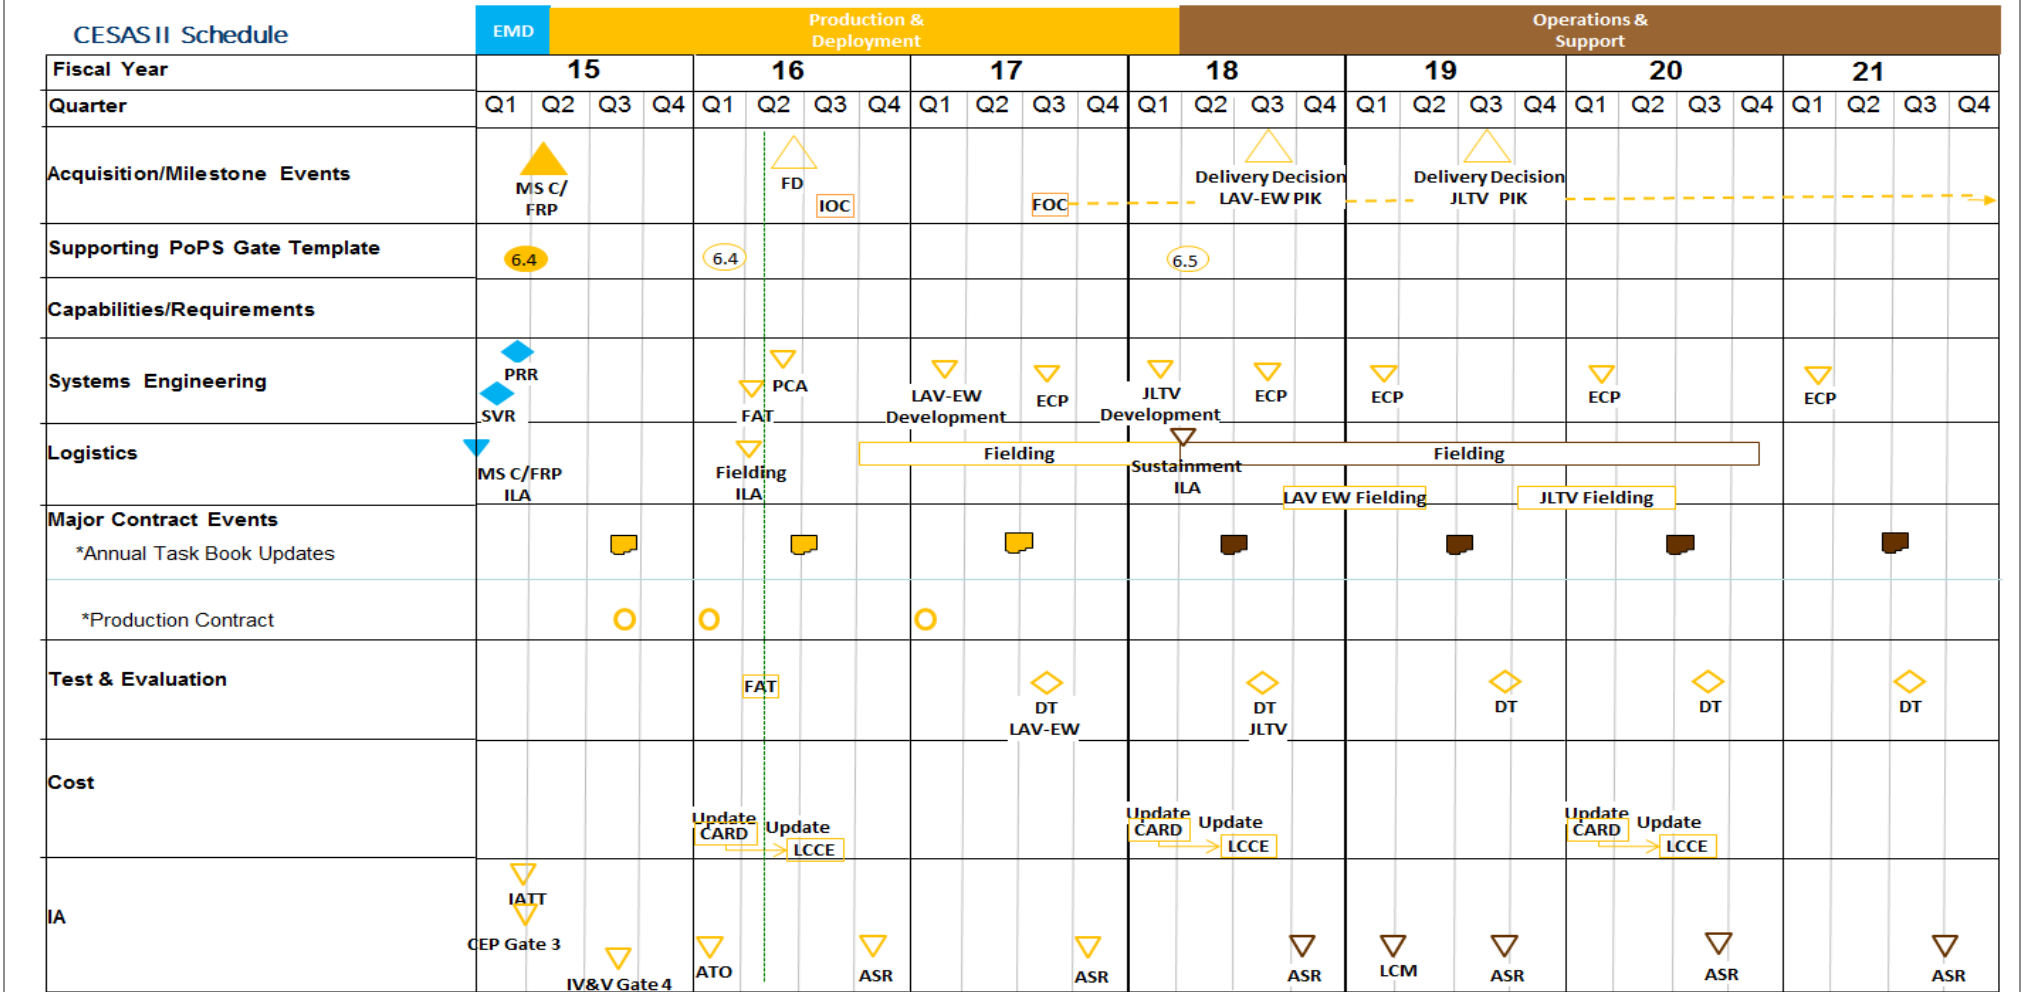 CESAS II Schedule
EMD
Production &
Deployment
Operations &
Support
Fiscal Year 15 16 17 18 19 20 21
Quarter Q1 Q2 Q3 Q4 Q1 Q2 Q3 Q4 Q1 Q2 Q3 Q4 Q1 Q2 Q3 Q4 Q1 Q2 Q3 Q4 Q1 Q2 Q3 Q4 Q1 Q2 Q3 Q4
Acquisition/Milestone Events
MS C/
FRP
FD
IOC
FOC
Delivery Decision
LAV-EW PIK
Delivery Decision
JLTV PIK
Supporting PoPS Gate Template
6.4
6.4
6.5
Capabilities/Requirements
Systems Engineering
PRR
SVR
PCA
FAT
LAV-EW
Development
ECP
JLTV
Development
ECP
ECP
ECP
ECP
Logistics
MS C/FRP
ILA
Fielding
ILA
Fielding
Sustainment
ILA
Fielding
LAV EW Fielding
JLTV Fielding
Major Contract Events
*Annual Task Book Updates
*Production Contract
Test & Evaluation
FAT
DT
LAV-EW
DT
JLTV
DT
DT
DT
Cost
Update
CARD
Update
LCCE
Update
CARD
Update
LCCE
Update
CARD
Update
LCCE
IA
IATT
CEP Gate 3
IV&V Gate 4
ATO
ASR
ASR
ASR
LCM
ASR
ASR
ASR